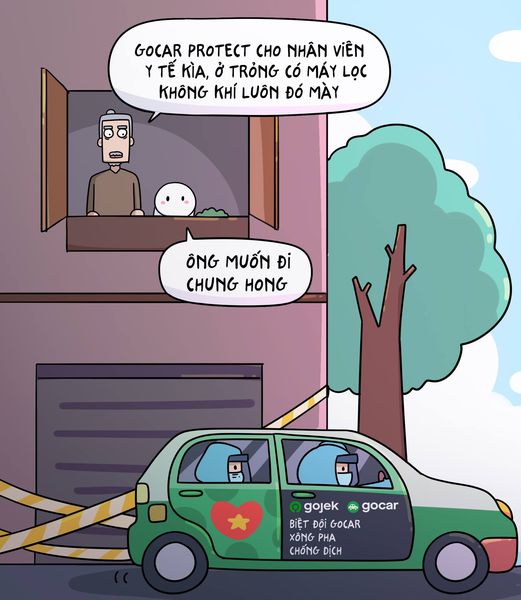 GOCAR PROTECT CHO NHÂN VIÊN
Y TẾ KÌA, Ở TRỎNG CÓ MÁY LỌC
KHÔNG KHÍ LUÔN ĐÓ MÀY
ÔNG MUỐN ĐI
CHUNG HONG
gojek gocar
BIỆT ĐỘI GOCAR
XÔNG PHA
CHỐNG DỊCH